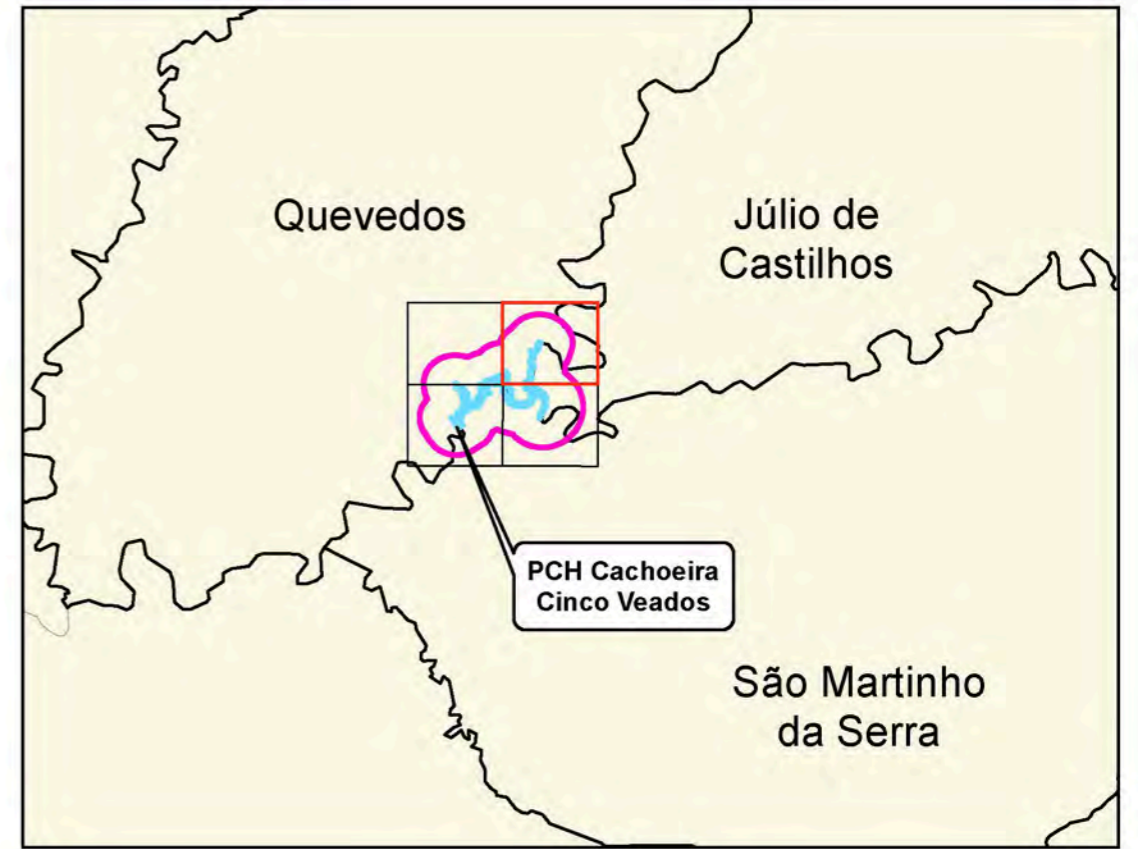 Quevedos
Júlio de
Castilhos
PCH Cachoeira
Cinco Veados
São Martinho
da Serra